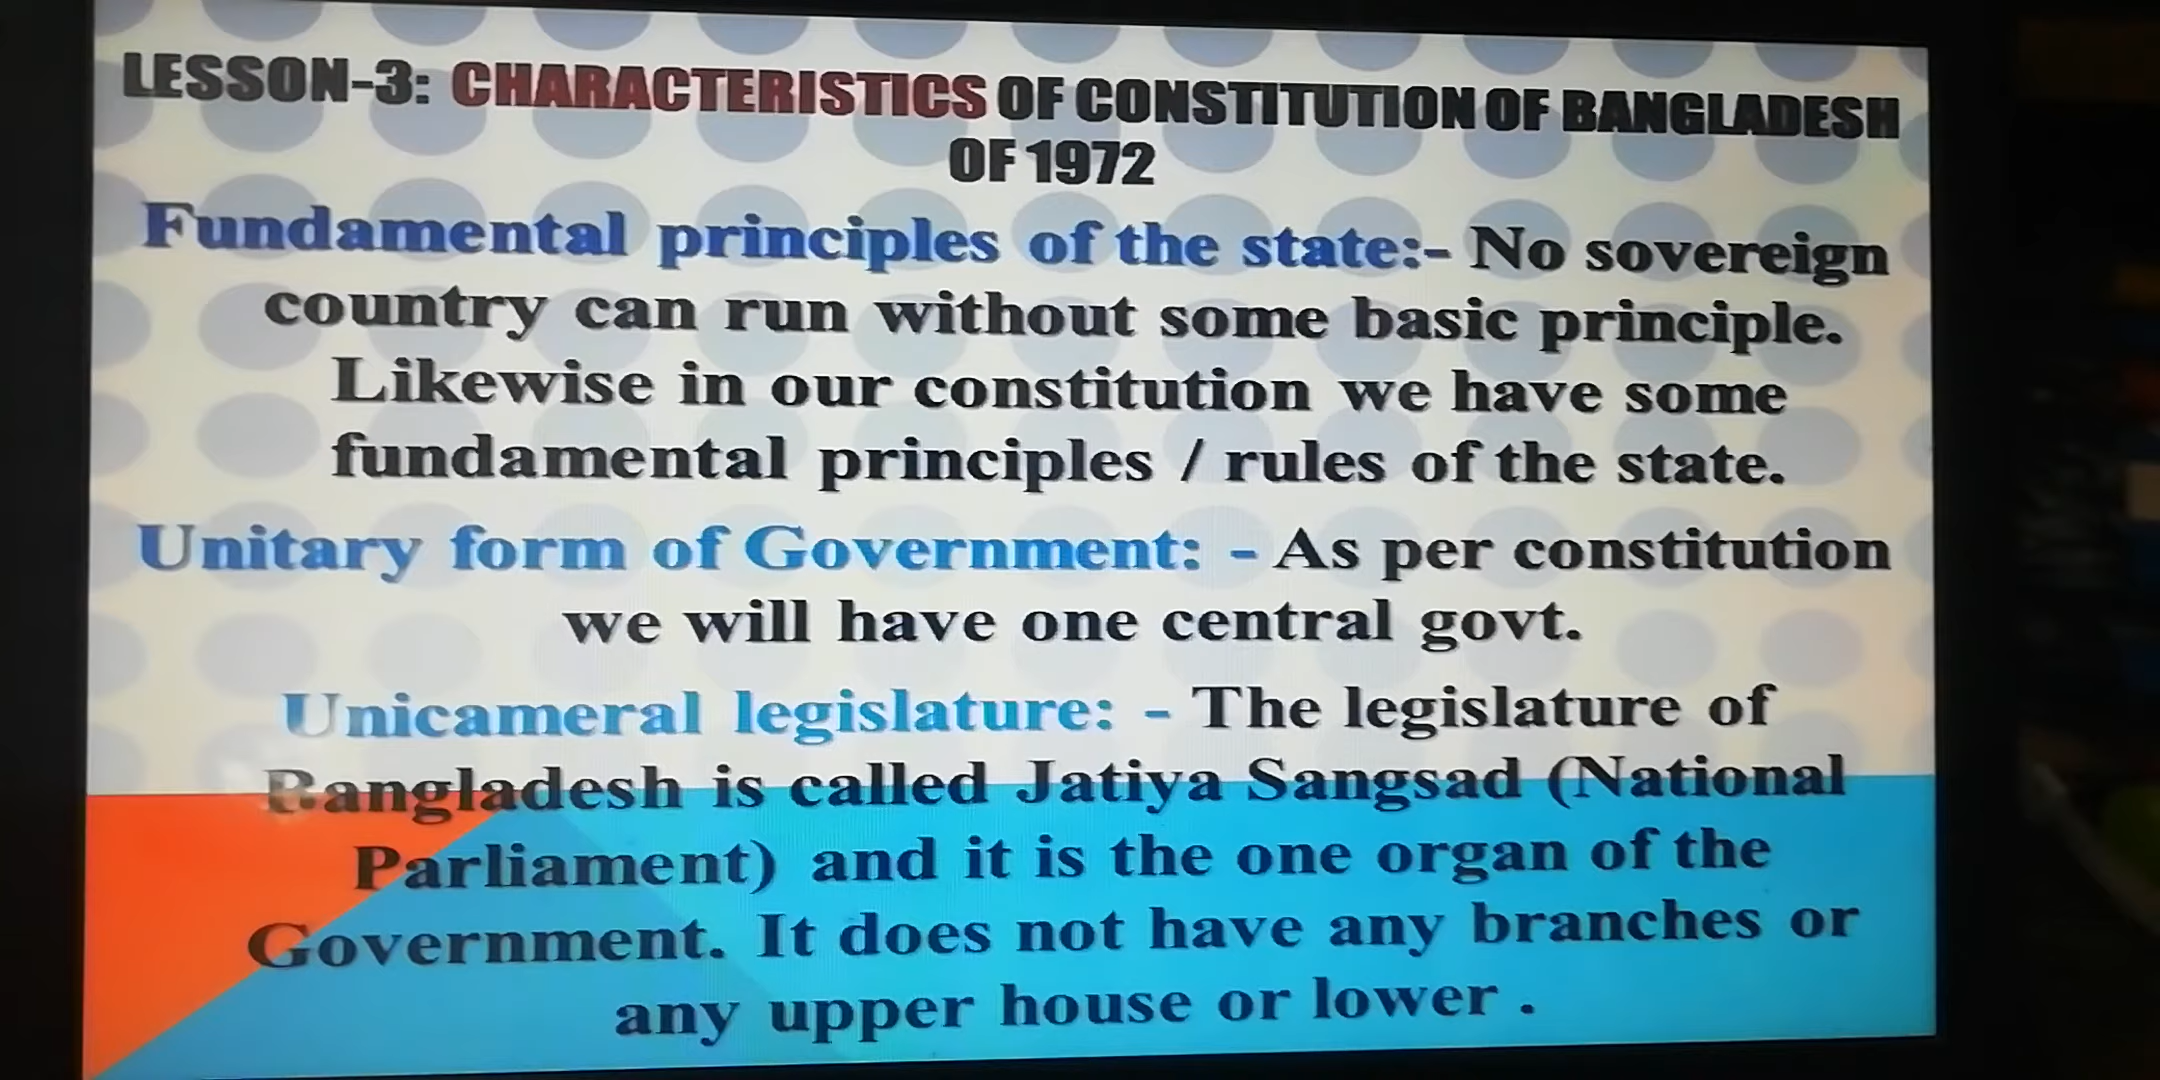 LESSON-3: CHARACTERISTICS OF CONSTITUTION OF BANGLADESH
OF 1972
Fundamental principles of the state:- No sovereign
country can run without some basic principle.
Likewise in our constitution we have some
fundamental principles / rules of the state.
Unitary form of Government: - As per constitution
we will have one central govt.
Unicameral legislature: - The legislature of
Bangladesh is called Jatiya Sangsad (National
Parliament) and it is the one organ of the
Government. It does not have any branches or
any upper house or lower .